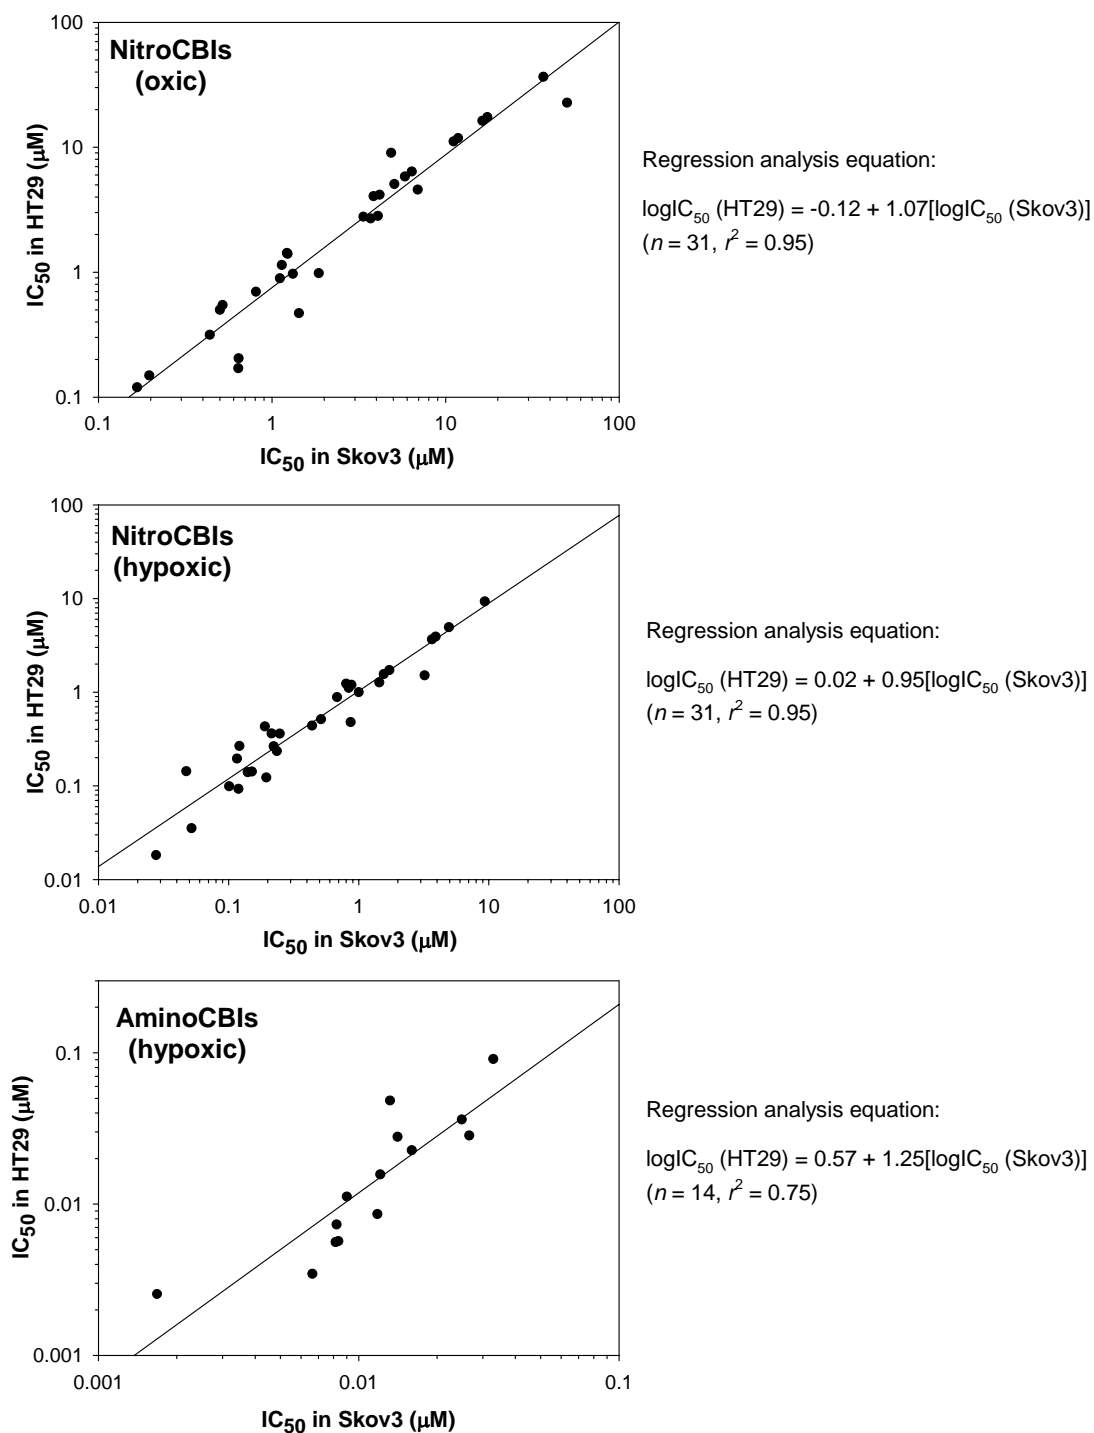 NitroCBIs
(oxic)
100
10
1
0.1
IC50 in HT29 (μM)
0.1 1 10 100
IC50 in Skov3 (μM)
Regression analysis equation:
logIC50 (HT29) = -0.12 + 1.07[logIC50 (Skov3)]
(n = 31, r2 = 0.95)
NitroCBIs
(hypoxic)
100
10
1
0.1
0.01
IC50 in HT29 (μM)
0.01 0.1 1 10 100
IC50 in Skov3 (μM)
Regression analysis equation:
logIC50 (HT29) = 0.02 + 0.95[logIC50 (Skov3)]
(n = 31, r2 = 0.95)
AminoCBIs
(hypoxic)
0.1
0.01
0.001
IC50 in HT29 (μM)
0.001 0.01 0.1
IC50 in Skov3 (μM)
Regression analysis equation:
logIC50 (HT29) = 0.57 + 1.25[logIC50 (Skov3)]
(n = 14, r2 = 0.75)